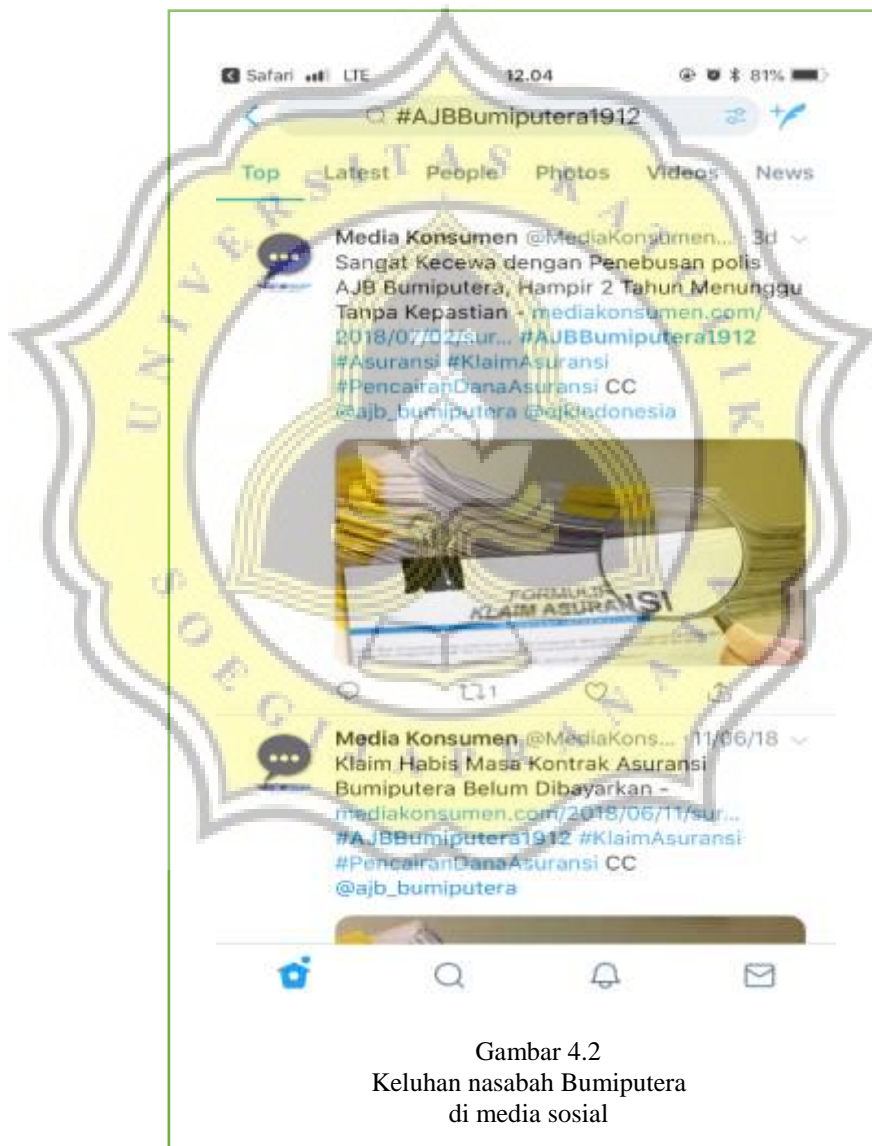 Safari LTE 12.04 81%
#AJBBumiputera1912
Top Latest People Photos Videos News
Media Konsumen @MediaKonsumen... · 3d
Sangat Kecewa dengan Penebusan polis
AJB Bumiputera, Hampir 2 Tahun Menunggu
Tanpa Kepastian - mediakonsumen.com/
2018/07/02/sur... #AJBBumiputera1912
#Asuransi #KlaimAsuransi
#PencairanDanaAsuransi CC
@ajb_bumiputera @ojkindonesia
FORMULIR
KLAIM ASURANSI
1
Media Konsumen @MediaKons... · 11/06/18
Klaim Habis Masa Kontrak Asuransi
Bumiputera Belum Dibayarkan -
mediakonsumen.com/2018/06/11/sur...
#AJBBumiputera1912 #KlaimAsuransi
#PencairanDanaAsuransi CC
@ajb_bumiputera
UNIVERSITAS KATOLIK
SOEGIJAPRANATA
Gambar 4.2
Keluhan nasabah Bumiputera
di media sosial